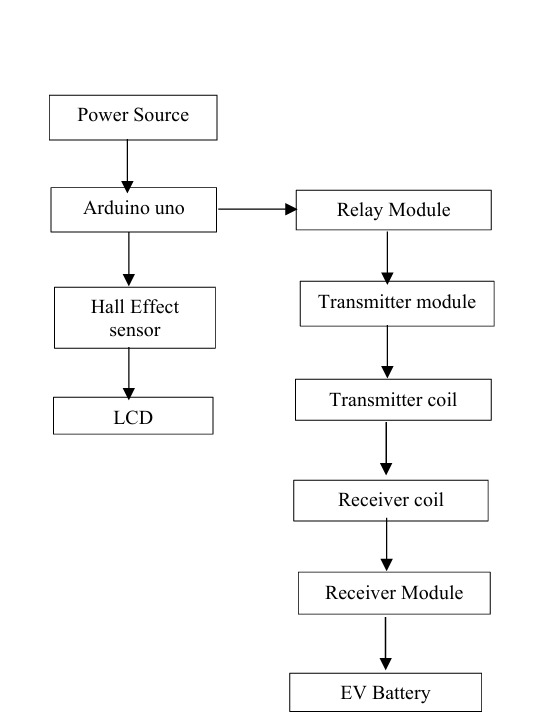 Power Source
Arduino uno
Relay Module
Hall Effect
sensor
Transmitter module
LCD
Transmitter coil
Receiver coil
Receiver Module
EV Battery